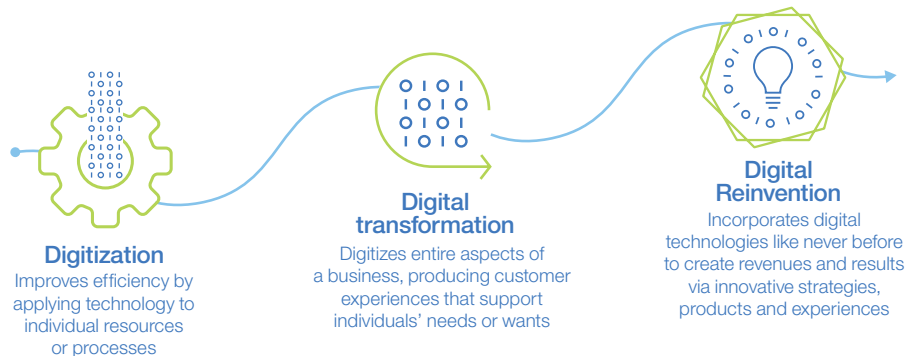 Digitization
Improves efficiency by
applying technology to
individual resources
or processes
Digital
transformation
Digitizes entire aspects of
a business, producing customer
experiences that support
individuals’ needs or wants
Digital
Reinvention
Incorporates digital
technologies like never before
to create revenues and results
via innovative strategies,
products and experiences